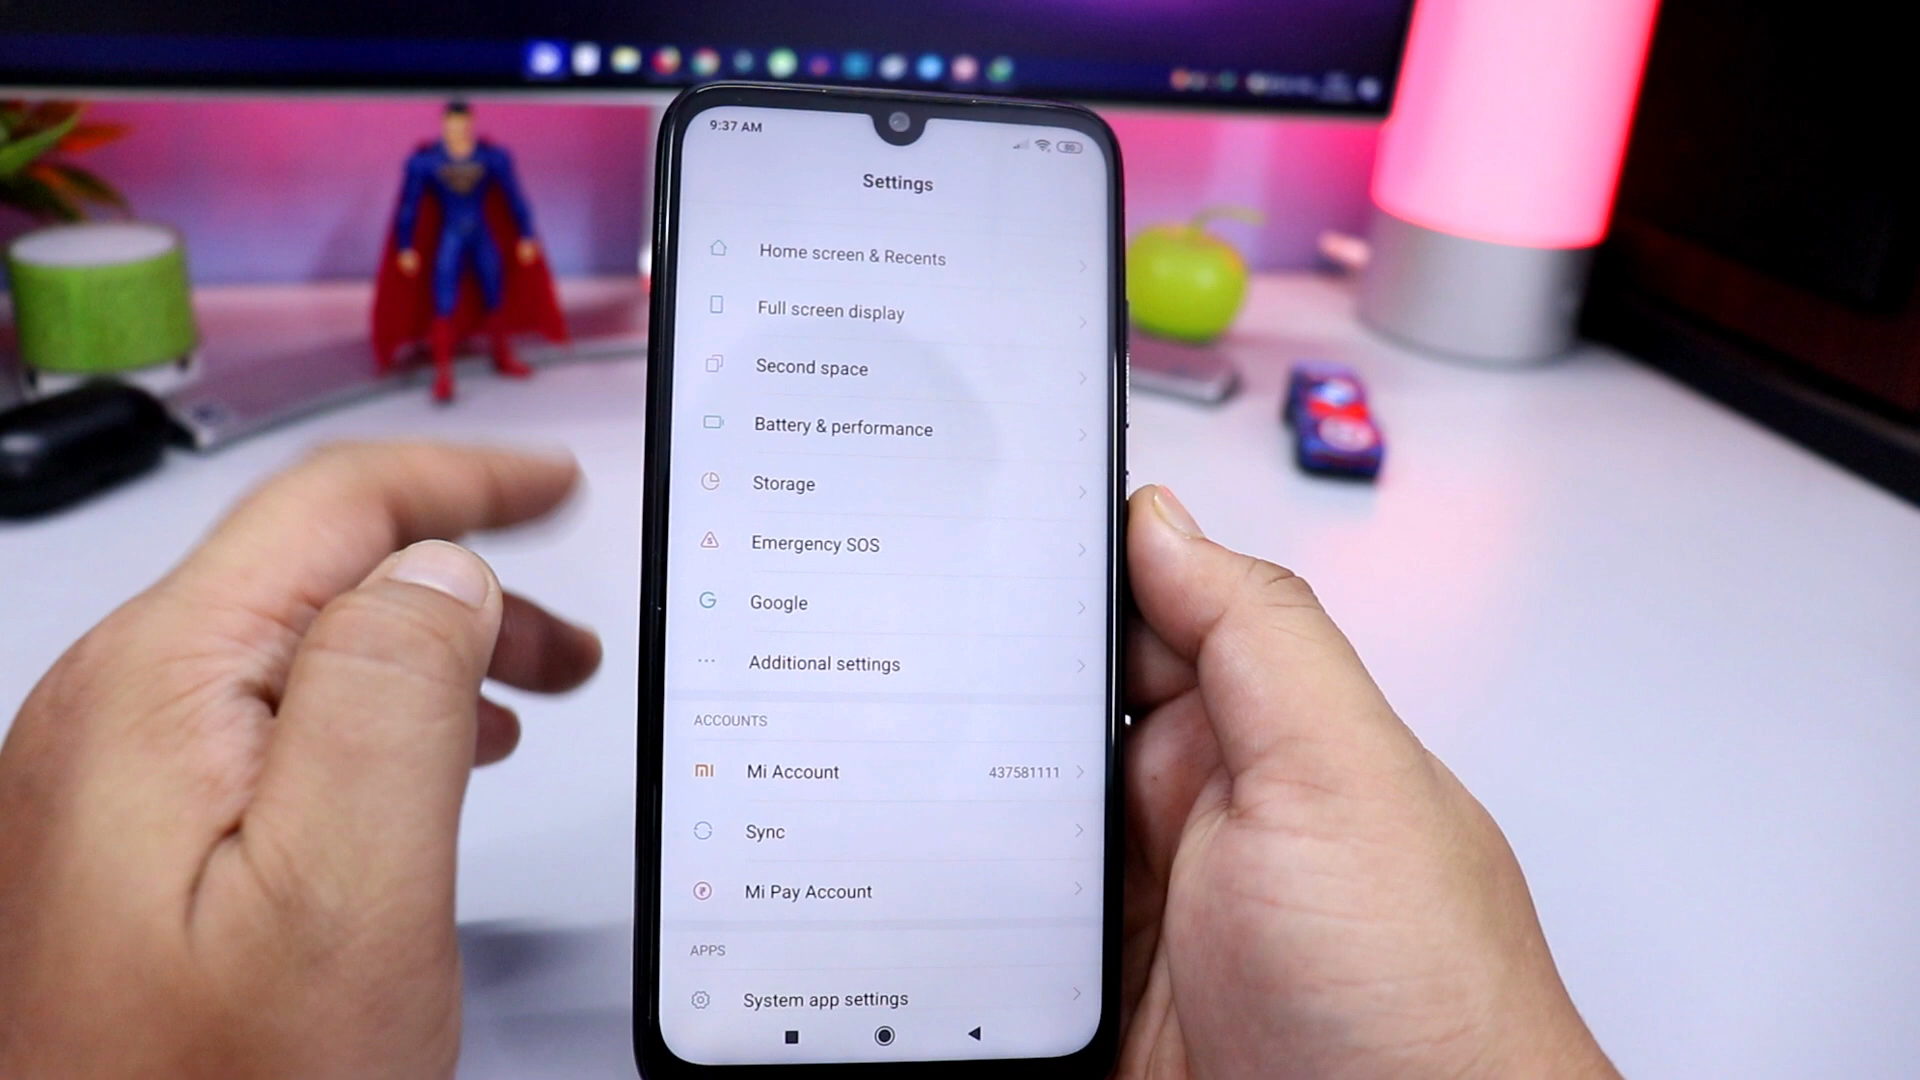 9:37 AM
80
Settings
Home screen & Recents
Full screen display
Second space
Battery & performance
Storage
Emergency SOS
Google
Additional settings
ACCOUNTS
Mi Account 437581111
Sync
Mi Pay Account
APPS
System app settings